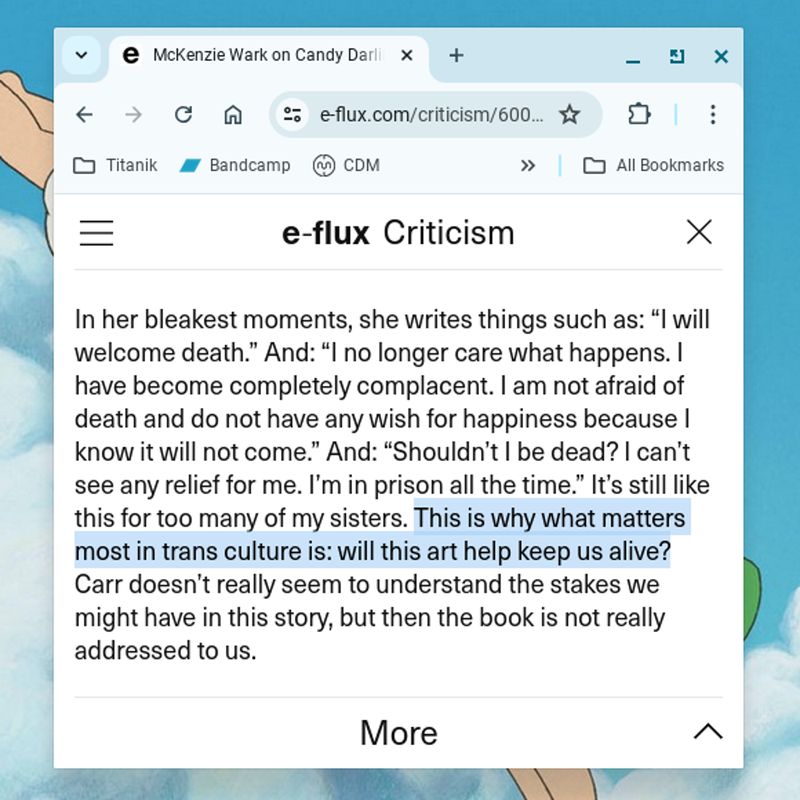 McKenzie Wark on Candy Darli
e-flux.com/criticism/600...
Titanik
Bandcamp
CDM
All Bookmarks
e-flux Criticism
In her bleakest moments, she writes things such as: “I will
welcome death.” And: “I no longer care what happens. I
have become completely complacent. I am not afraid of
death and do not have any wish for happiness because I
know it will not come.” And: “Shouldn’t I be dead? I can’t
see any relief for me. I’m in prison all the time.” It’s still like
this for too many of my sisters. This is why what matters
most in trans culture is: will this art help keep us alive?
Carr doesn’t really seem to understand the stakes we
might have in this story, but then the book is not really
addressed to us.
More